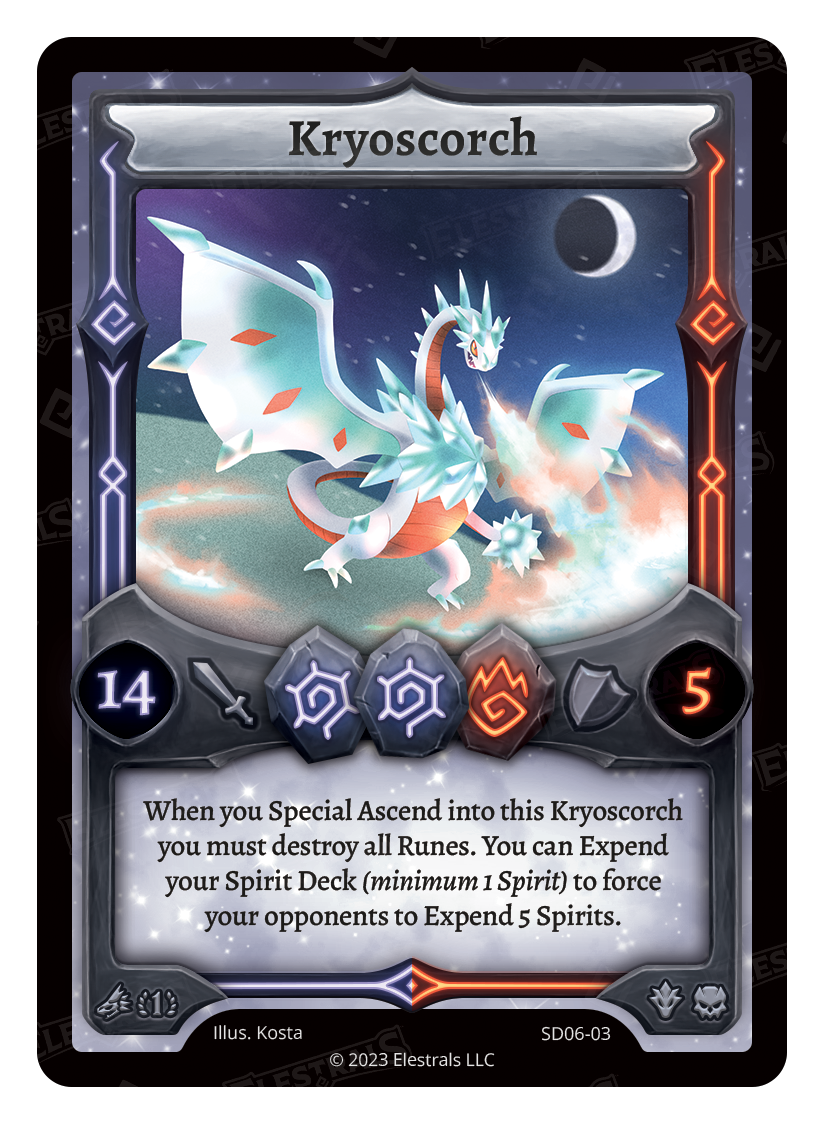 Kryoscorch
14
5
When you Special Ascend into this Kryoscorch
you must destroy all Runes. You can Expend
your Spirit Deck (minimum 1 Spirit) to force
your opponents to Expend 5 Spirits.
1
Illus. Kosta
SD06-03
© 2023 Elestrals LLC